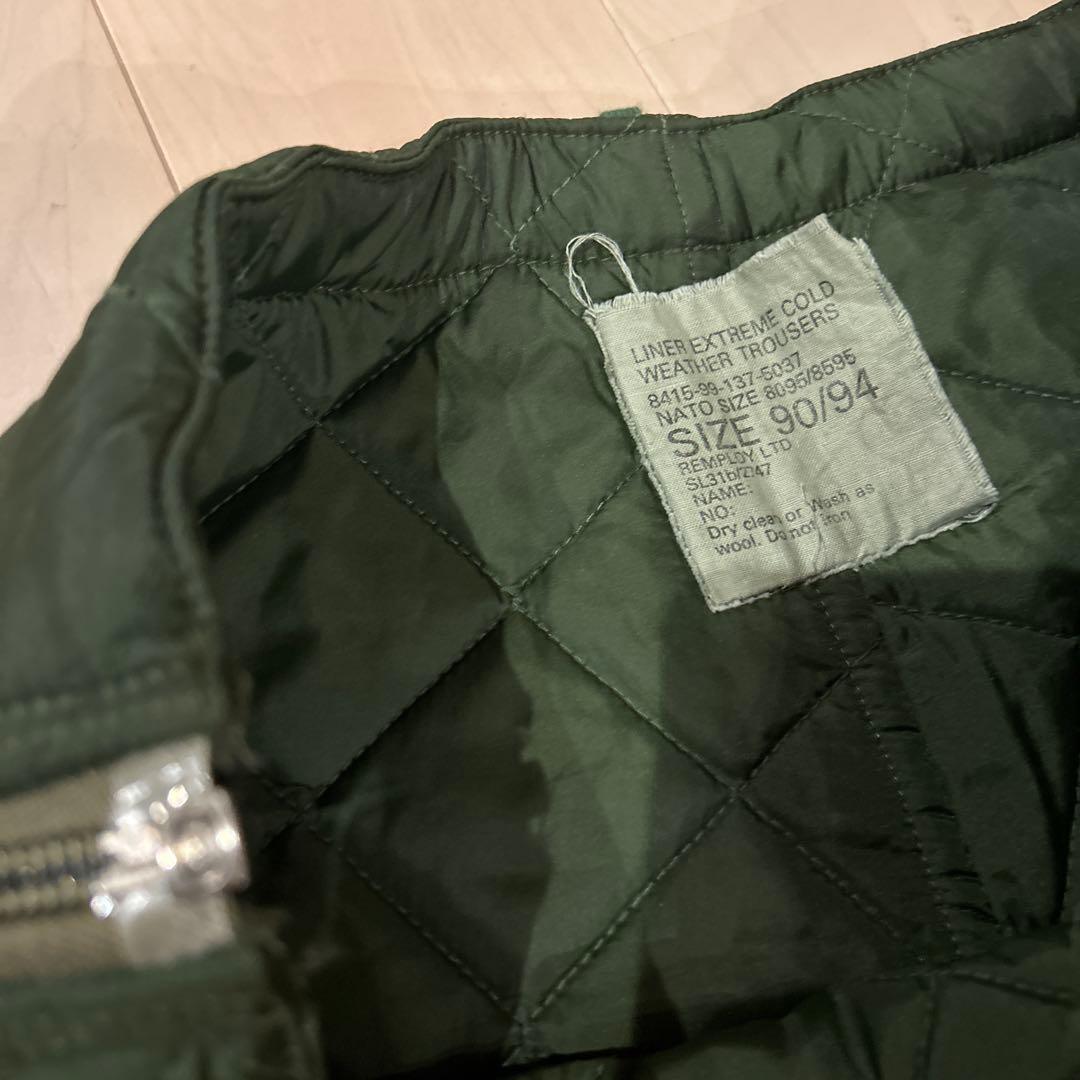 LINER EXTREME COLD
WEATHER TROUSERS
8415-99-137-5037
NATO SIZE 8095/8595
SIZE 90/94
REMPLOY LTD
SL31b/2747
NAME:
NO:
Dry clean or Wash as
wool. Do not iron